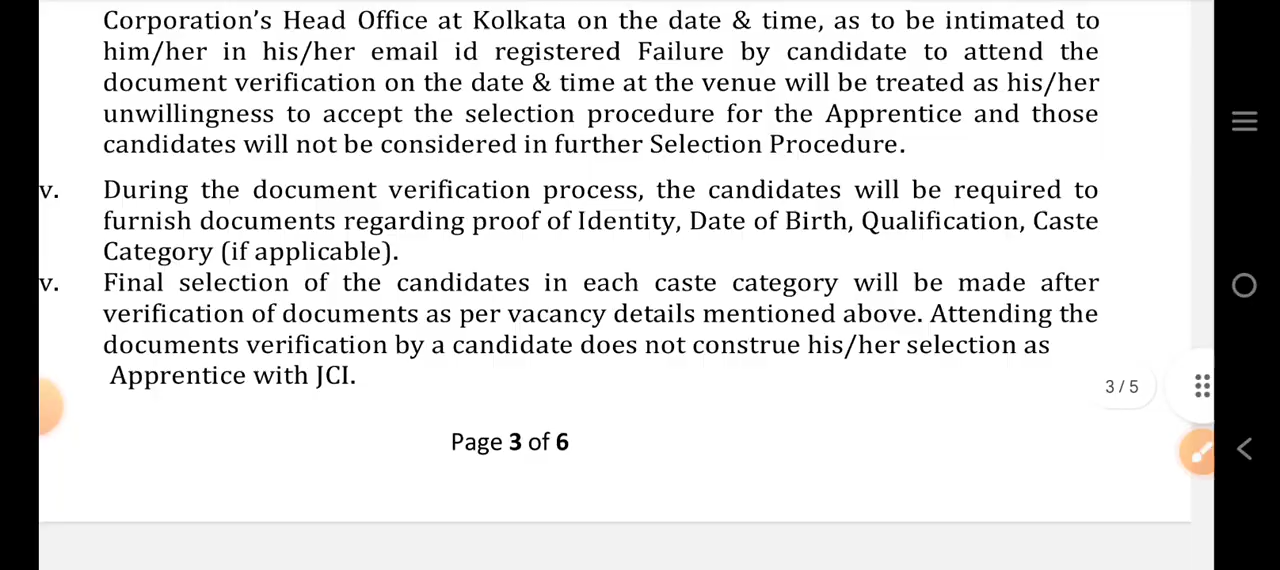 Corporation's Head Office at Kolkata on the date & time, as to be intimated to
him/her in his/her email id registered Failure by candidate to attend the
document verification on the date & time at the venue will be treated as his/her
unwillingness to accept the selection procedure for the Apprentice and those
candidates will not be considered in further Selection Procedure.
v. During the document verification process, the candidates will be required to
furnish documents regarding proof of Identity, Date of Birth, Qualification, Caste
Category (if applicable).
v. Final selection of the candidates in each caste category will be made after
verification of documents as per vacancy details mentioned above. Attending the
documents verification by a candidate does not construe his/her selection as
Apprentice with JCI.
3 / 5
Page 3 of 6